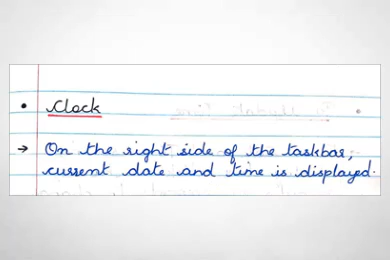 • Clock
→ On the right side of the taskbar,
current date and time is displayed.